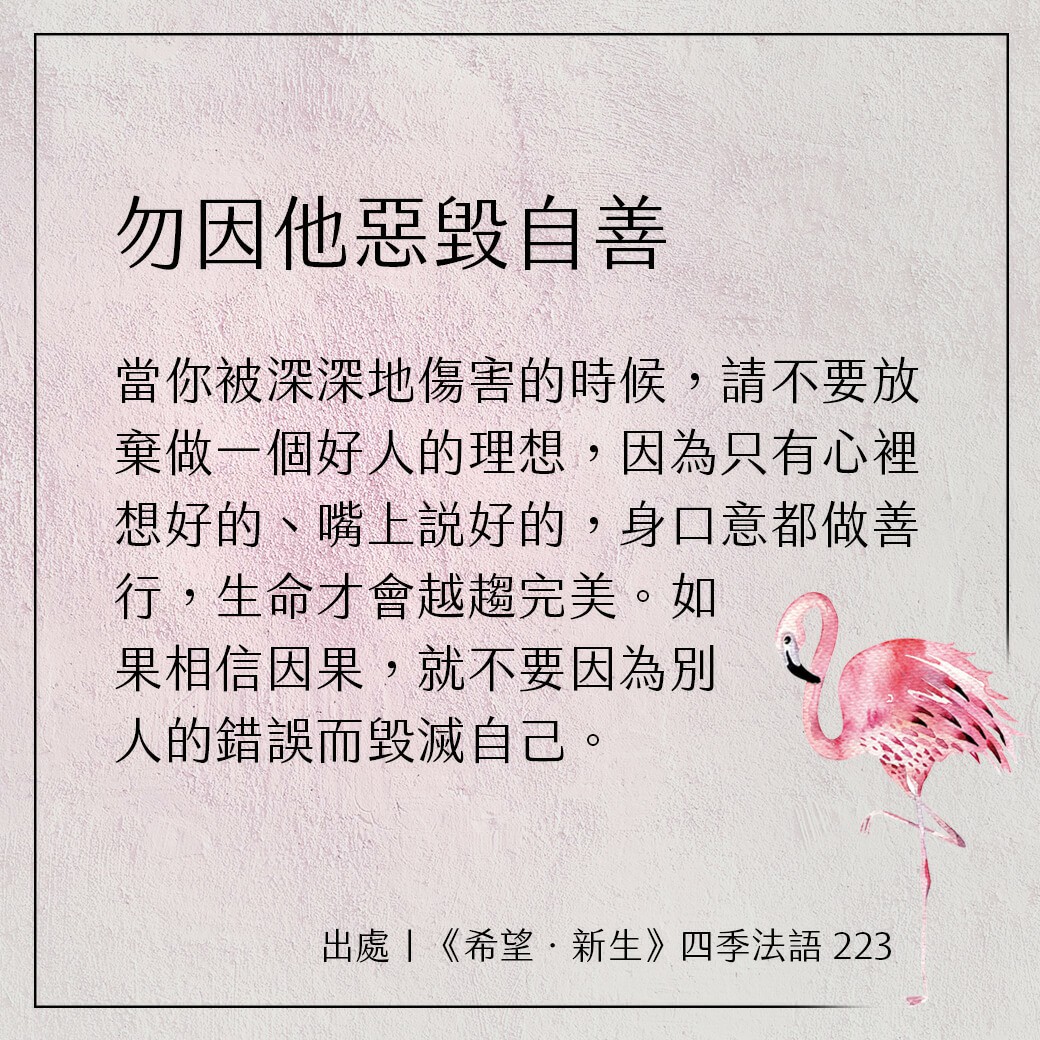 勿因他惡毀自善
當你被深深地傷害的時候，請不要放
棄做一個好人的理想，因為只有心裡
想好的、嘴上説好的，身口意都做善
行，生命才會越趨完美。如
果相信因果，就不要因為別
人的錯誤而毀滅自己。
出處｜《希望．新生》四季法語 223